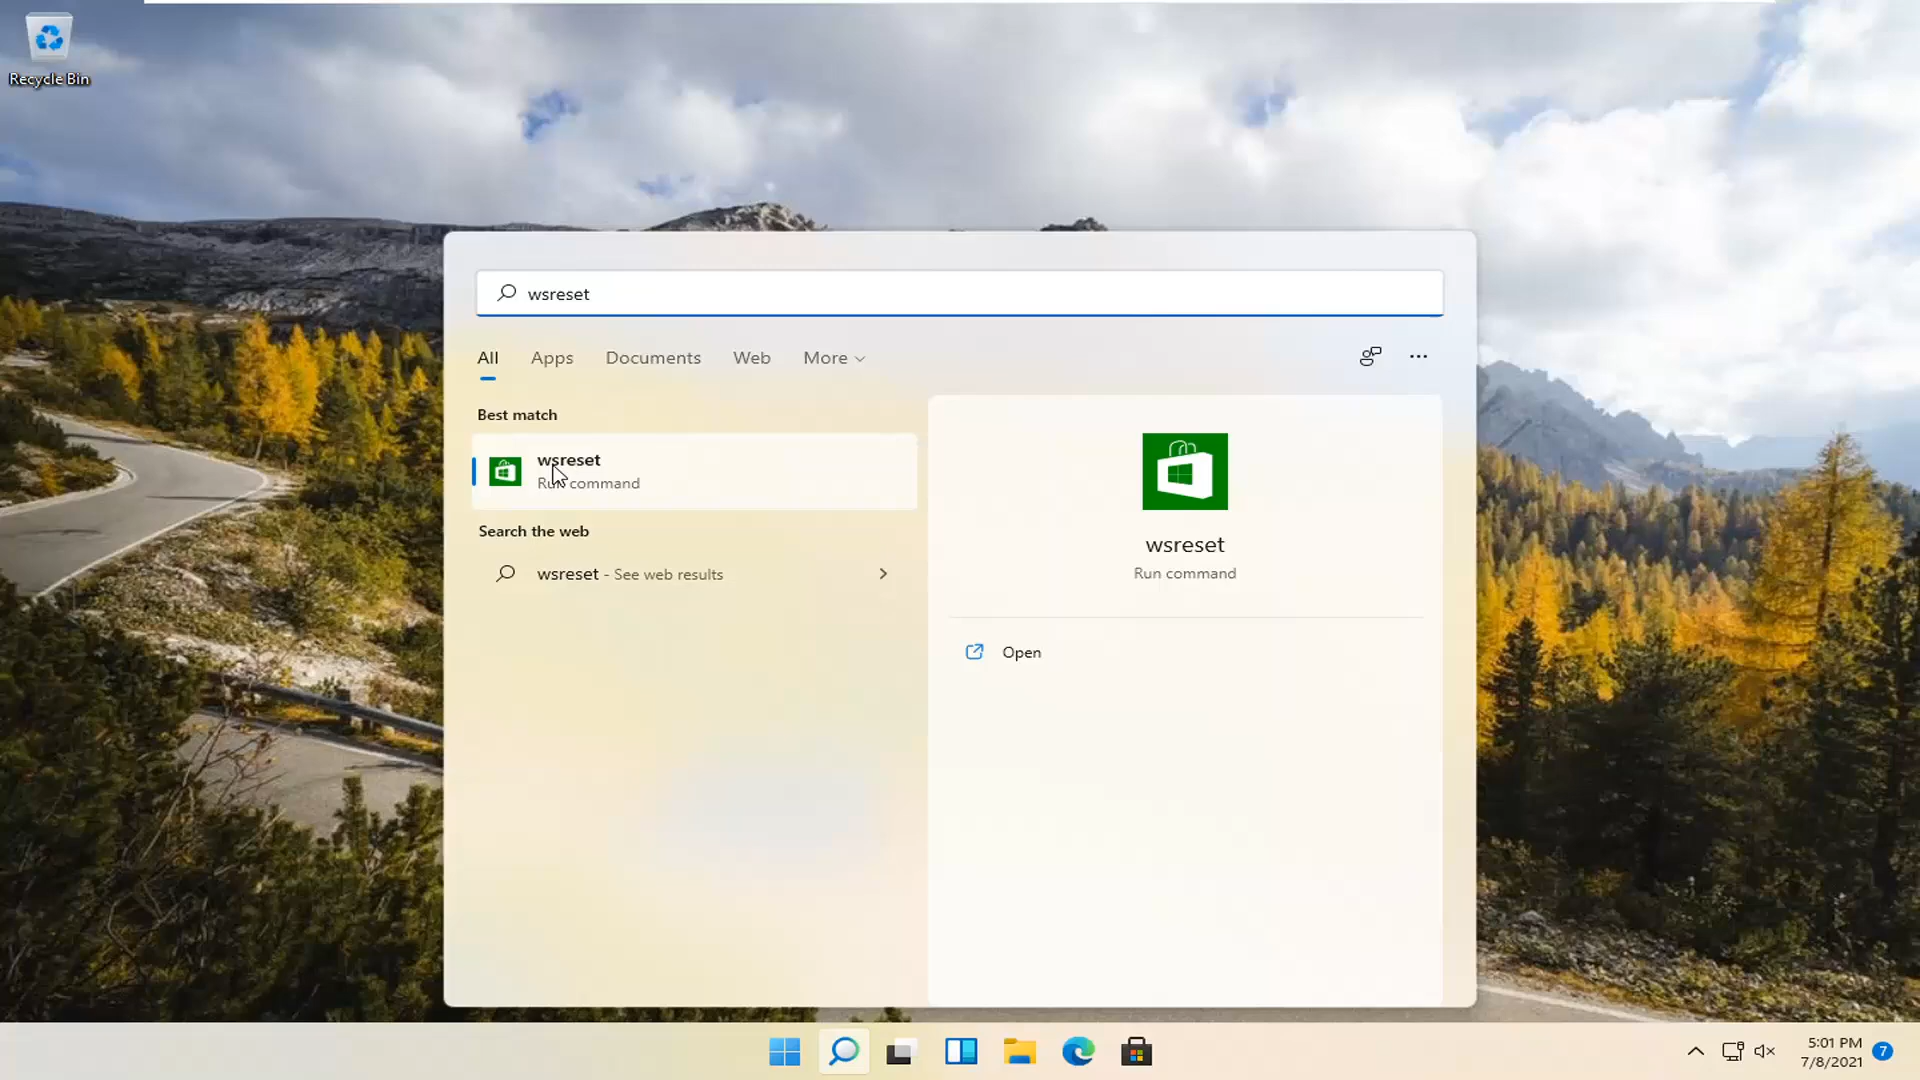 Recycle Bin
wsreset
All Apps Documents Web More
Best match
wsreset
Run command
Search the web
wsreset - See web results
wsreset
Run command
Open
5:01 PM
7/8/2021
7